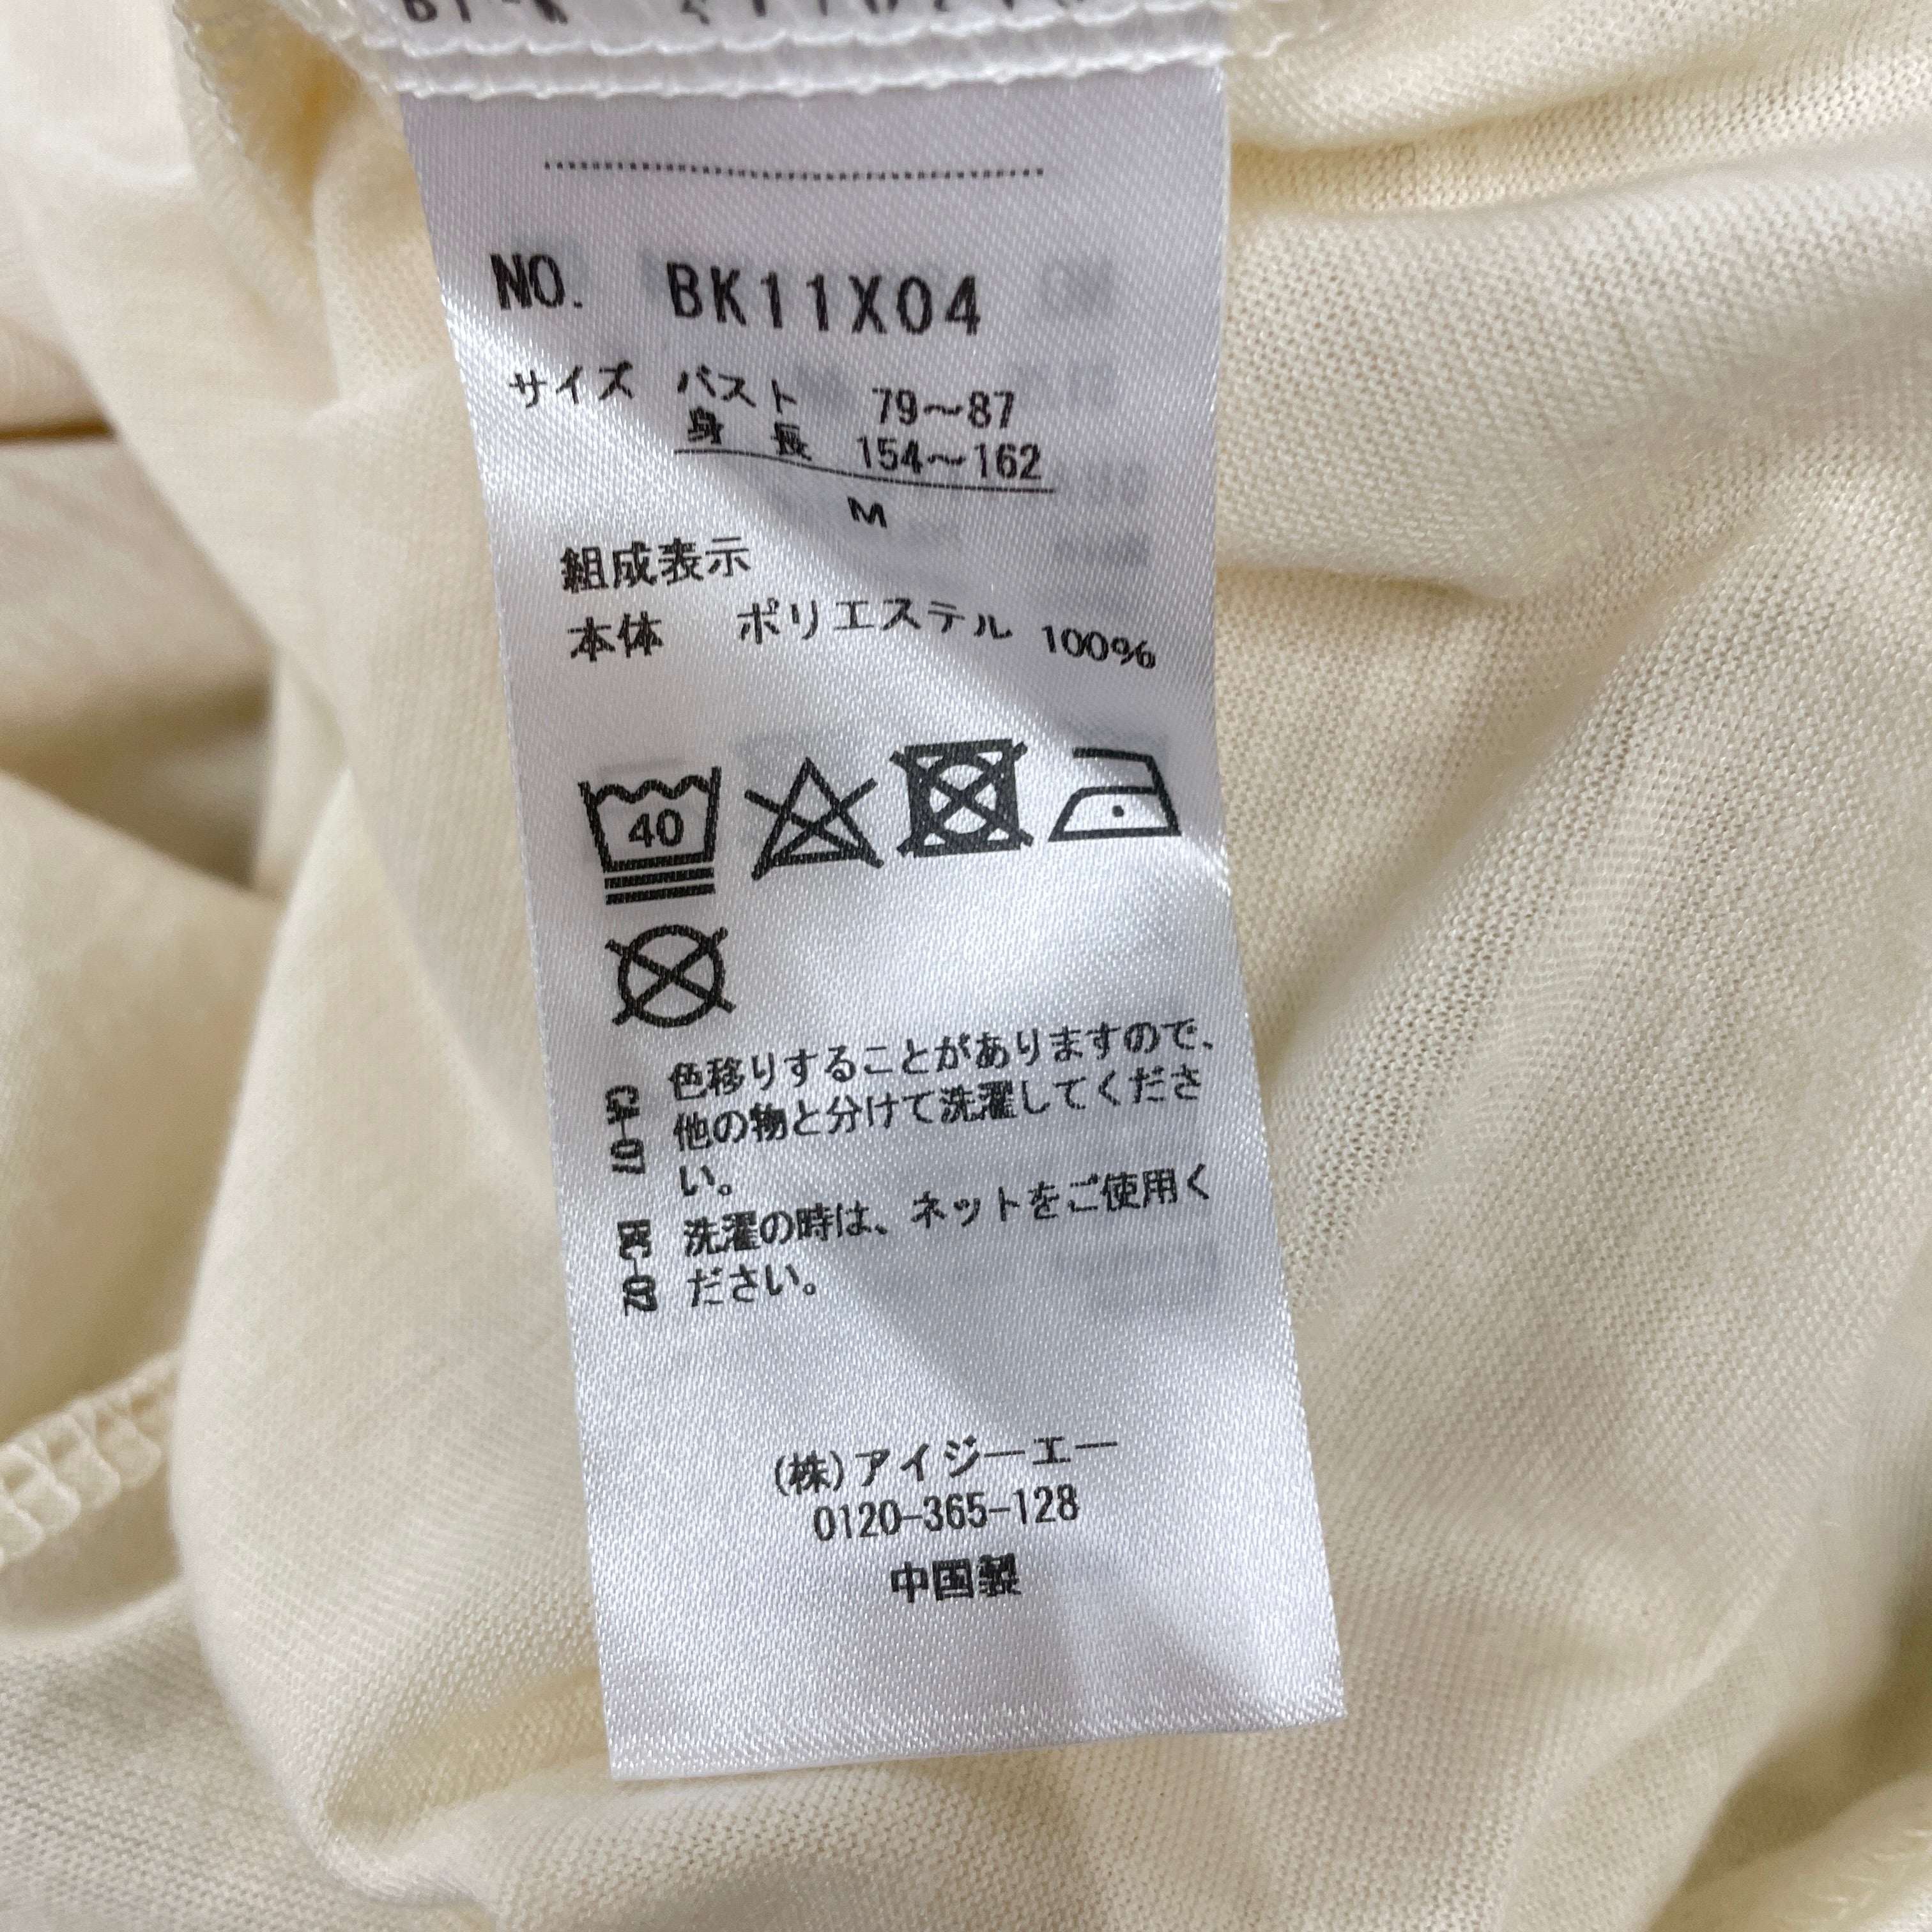 NO. BK11X04
サイズ バスト 79～87
身長 154～162
M
組成表示
本体 ポリエステル 100%
40
CA-07 色移りすることがありますので、
他の物と分けて洗濯してくださ
い。
EC-02 洗濯の時は、ネットをご使用く
ださい。
(株)アイジーエー
0120-365-128
中国製